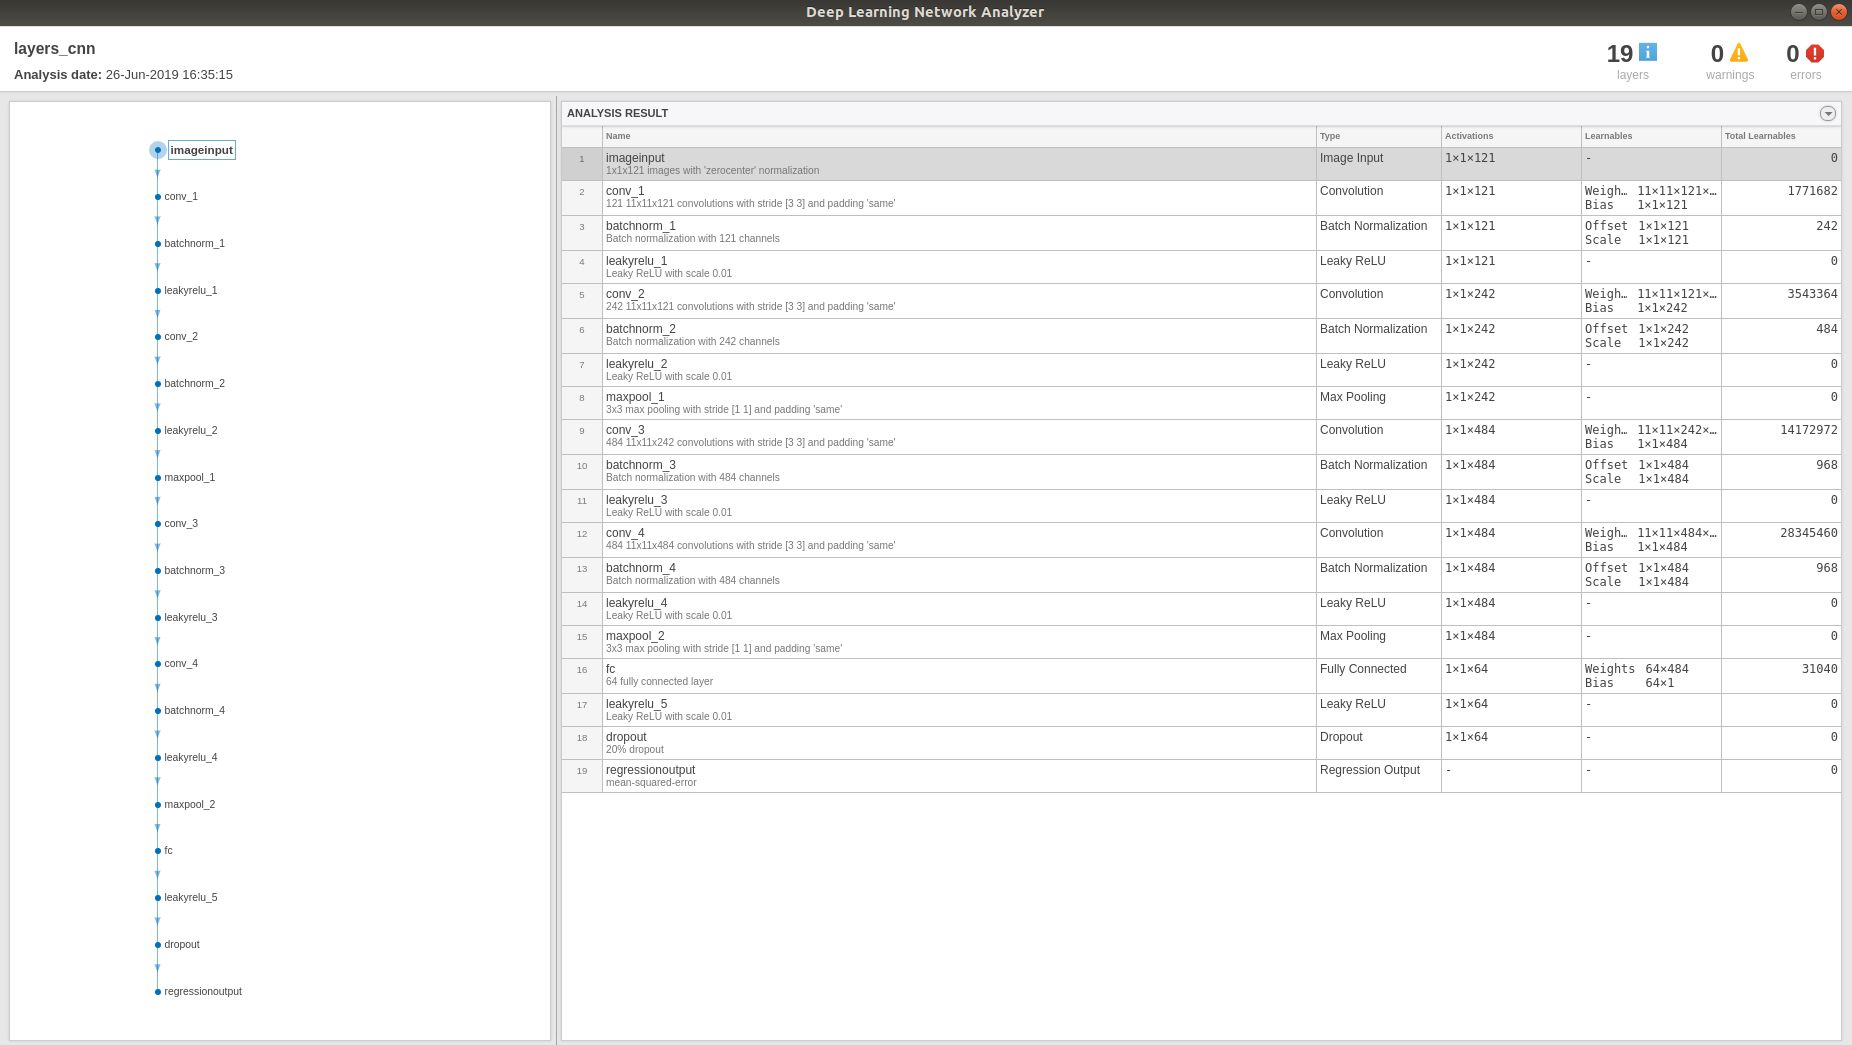 Deep Learning Network Analyzer
layers_cnn
Analysis date: 26-Jun-2019 16:35:15
19
layers
0
warnings
0
errors
imageinput
conv_1
batchnorm_1
leakyrelu_1
conv_2
batchnorm_2
leakyrelu_2
maxpool_1
conv_3
batchnorm_3
leakyrelu_3
conv_4
batchnorm_4
leakyrelu_4
maxpool_2
fc
leakyrelu_5
dropout
regressionoutput
ANALYSIS RESULT
Name Type Activations Learnables Total Learnables
1 imageinput Image Input 1×1×121 - 0
1x1x121 images with 'zerocenter' normalization
2 conv_1 Convolution 1×1×121 Weigh… 11×11×121×… 1771682
121 11x11x121 convolutions with stride [3 3] and padding 'same' Bias 1×1×121
3 batchnorm_1 Batch Normalization 1×1×121 Offset 1×1×121 242
Batch normalization with 121 channels Scale 1×1×121
4 leakyrelu_1 Leaky ReLU 1×1×121 - 0
Leaky ReLU with scale 0.01
5 conv_2 Convolution 1×1×242 Weigh… 11×11×121×… 3543364
242 11x11x121 convolutions with stride [3 3] and padding 'same' Bias 1×1×242
6 batchnorm_2 Batch Normalization 1×1×242 Offset 1×1×242 484
Batch normalization with 242 channels Scale 1×1×242
7 leakyrelu_2 Leaky ReLU 1×1×242 - 0
Leaky ReLU with scale 0.01
8 maxpool_1 Max Pooling 1×1×242 - 0
3x3 max pooling with stride [1 1] and padding 'same'
9 conv_3 Convolution 1×1×484 Weigh… 11×11×242×… 14172972
484 11x11x242 convolutions with stride [3 3] and padding 'same' Bias 1×1×484
10 batchnorm_3 Batch Normalization 1×1×484 Offset 1×1×484 968
Batch normalization with 484 channels Scale 1×1×484
11 leakyrelu_3 Leaky ReLU 1×1×484 - 0
Leaky ReLU with scale 0.01
12 conv_4 Convolution 1×1×484 Weigh… 11×11×484×… 28345460
484 11x11x484 convolutions with stride [3 3] and padding 'same' Bias 1×1×484
13 batchnorm_4 Batch Normalization 1×1×484 Offset 1×1×484 968
Batch normalization with 484 channels Scale 1×1×484
14 leakyrelu_4 Leaky ReLU 1×1×484 - 0
Leaky ReLU with scale 0.01
15 maxpool_2 Max Pooling 1×1×484 - 0
3x3 max pooling with stride [1 1] and padding 'same'
16 fc Fully Connected 1×1×64 Weights 64×484 31040
64 fully connected layer Bias 64×1
17 leakyrelu_5 Leaky ReLU 1×1×64 - 0
Leaky ReLU with scale 0.01
18 dropout Dropout 1×1×64 - 0
20% dropout
19 regressionoutput Regression Output - - 0
mean-squared-error